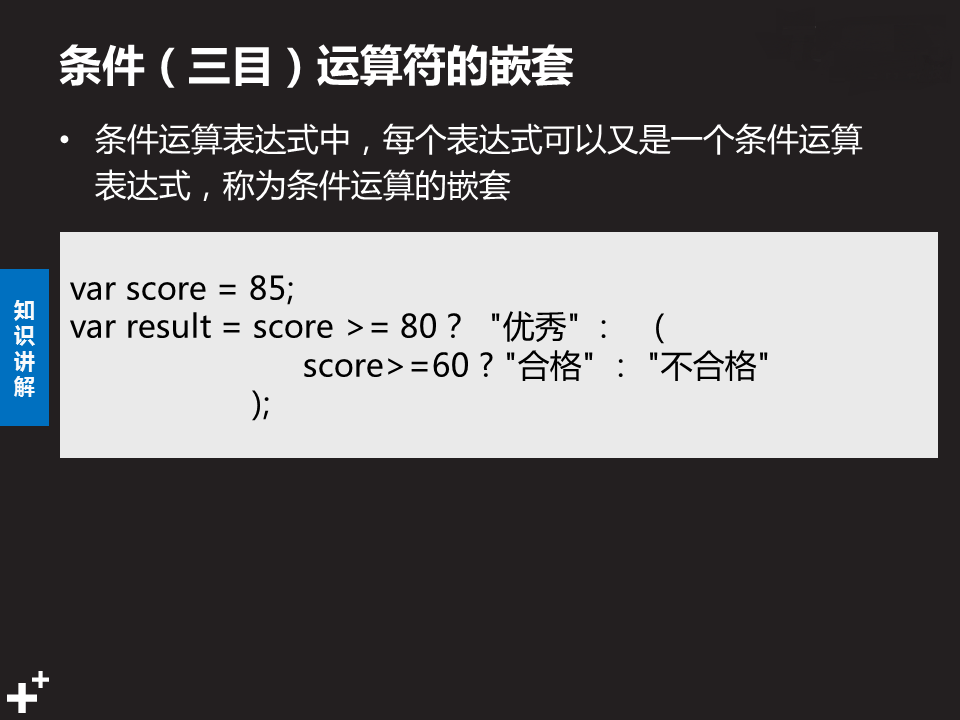 条件（三目）运算符的嵌套
• 条件运算表达式中，每个表达式可以又是一个条件运算
表达式，称为条件运算的嵌套
知识讲解
var score = 85;
var result = score >= 80 ? "优秀" : (
score>=60 ? "合格" : "不合格"
);